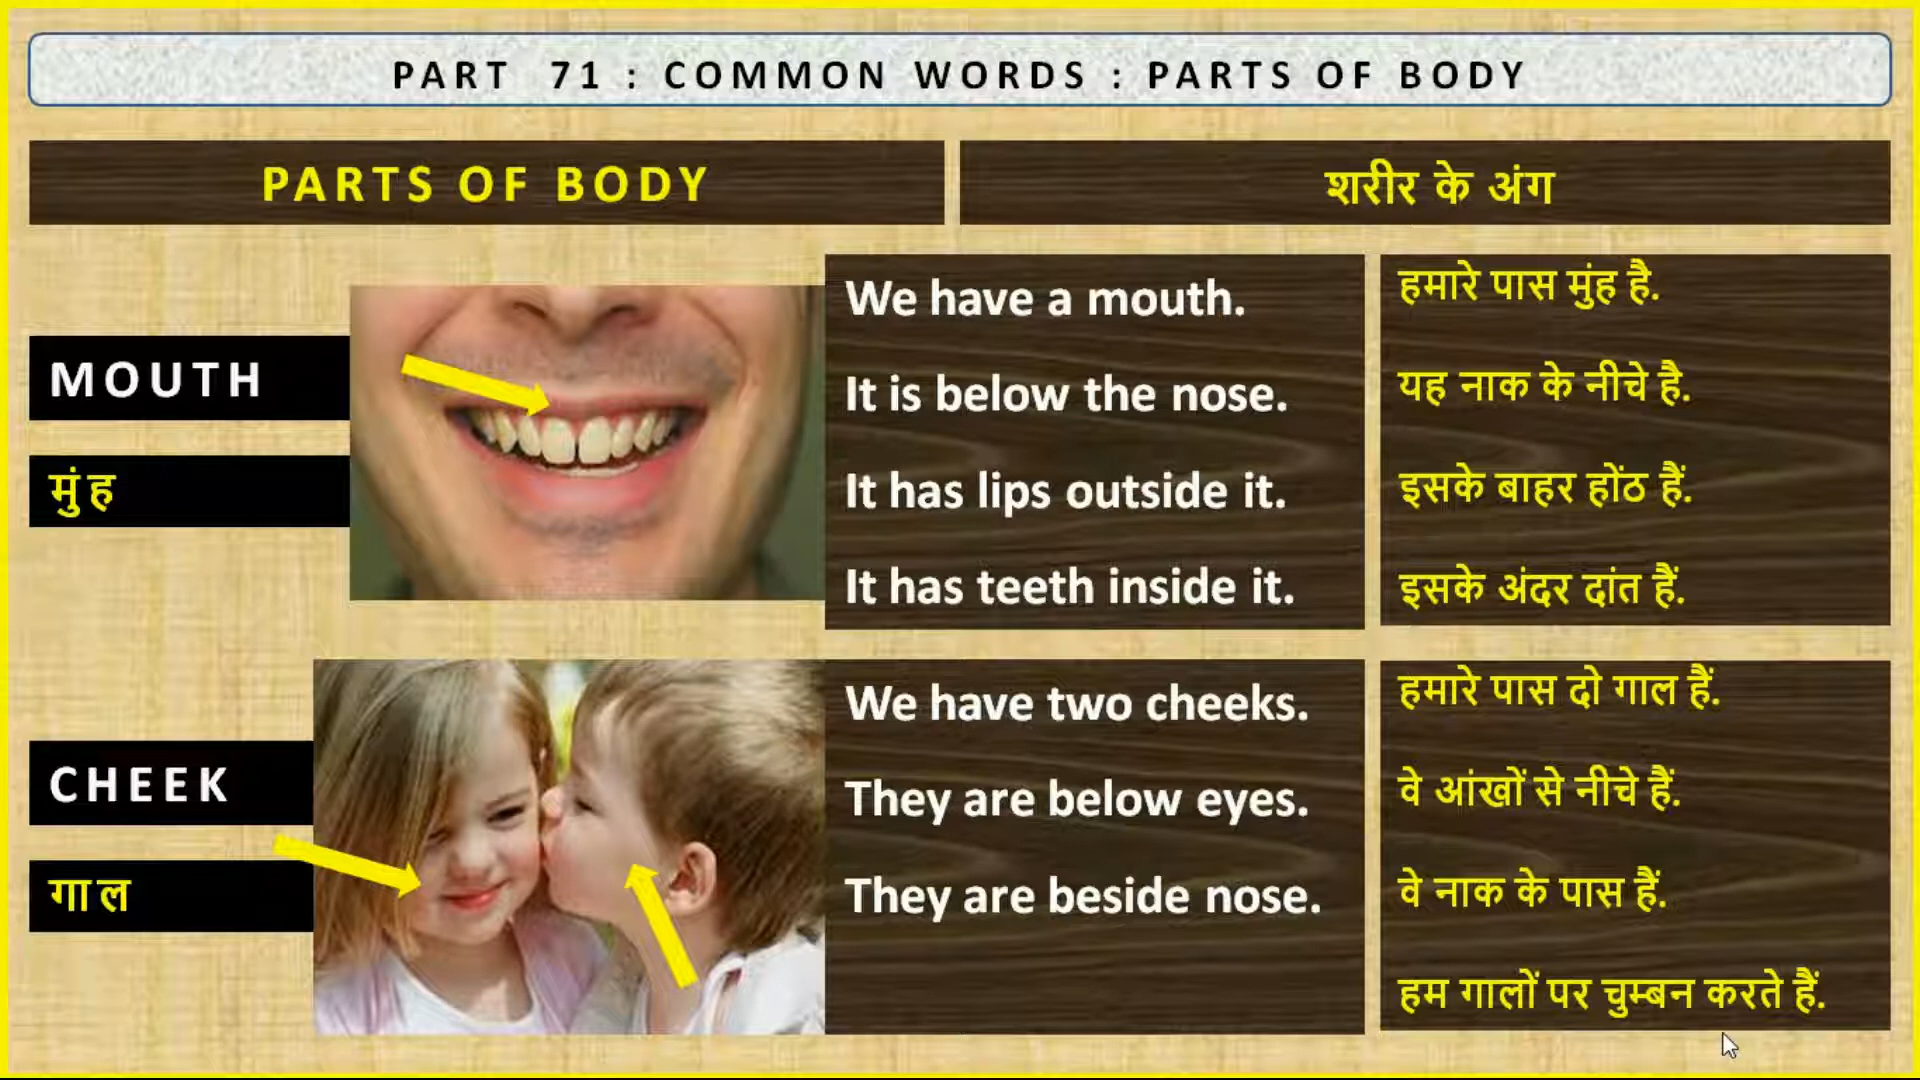 PART 71 : COMMON WORDS : PARTS OF BODY
PARTS OF BODY
शरीर के अंग
MOUTH
मुंह
We have a mouth.
It is below the nose.
It has lips outside it.
It has teeth inside it.
हमारे पास मुंह है.
यह नाक के नीचे है.
इसके बाहर होंठ हैं.
इसके अंदर दांत हैं.
CHEEK
गाल
We have two cheeks.
They are below eyes.
They are beside nose.
हमारे पास दो गाल हैं.
वे आंखों से नीचे हैं.
वे नाक के पास हैं.
हम गालों पर चुम्बन करते हैं.